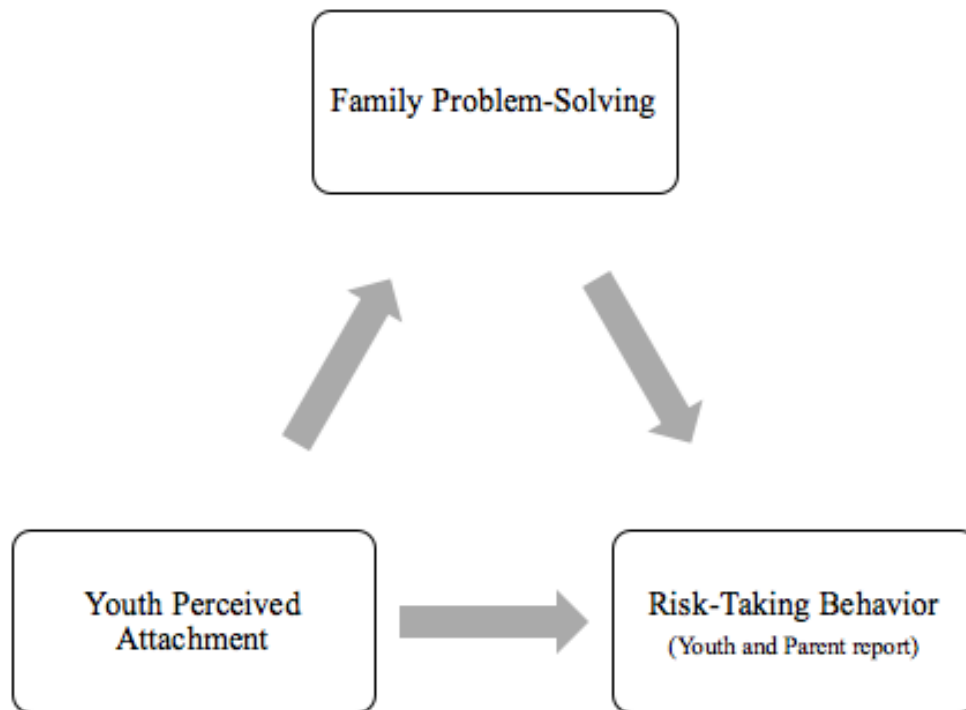 Family Problem-Solving
Youth Perceived
Attachment
Risk-Taking Behavior
(Youth and Parent report)